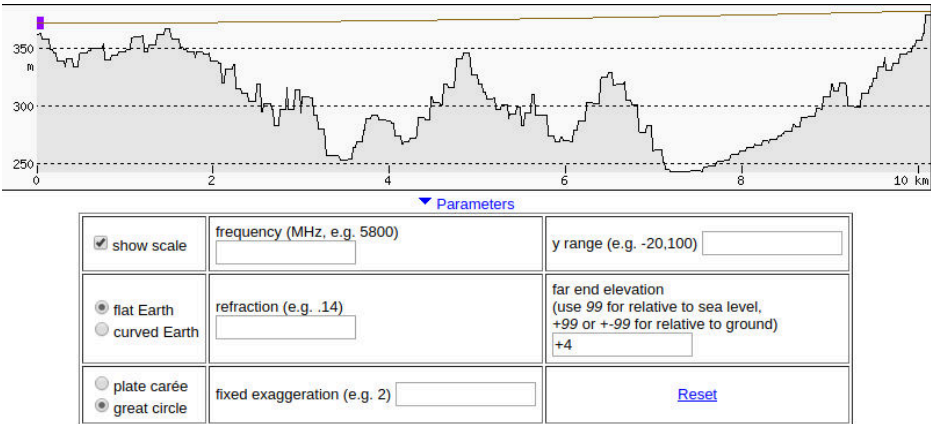 350
m
300
250
0 2 4 6 8 10 km
Parameters
show scale
frequency (MHz, e.g. 5800)
y range (e.g. -20,100)
flat Earth
curved Earth
refraction (e.g. .14)
far end elevation
(use 99 for relative to sea level,
+99 or +-99 for relative to ground)
+4
plate carée
great circle
fixed exaggeration (e.g. 2)
Reset